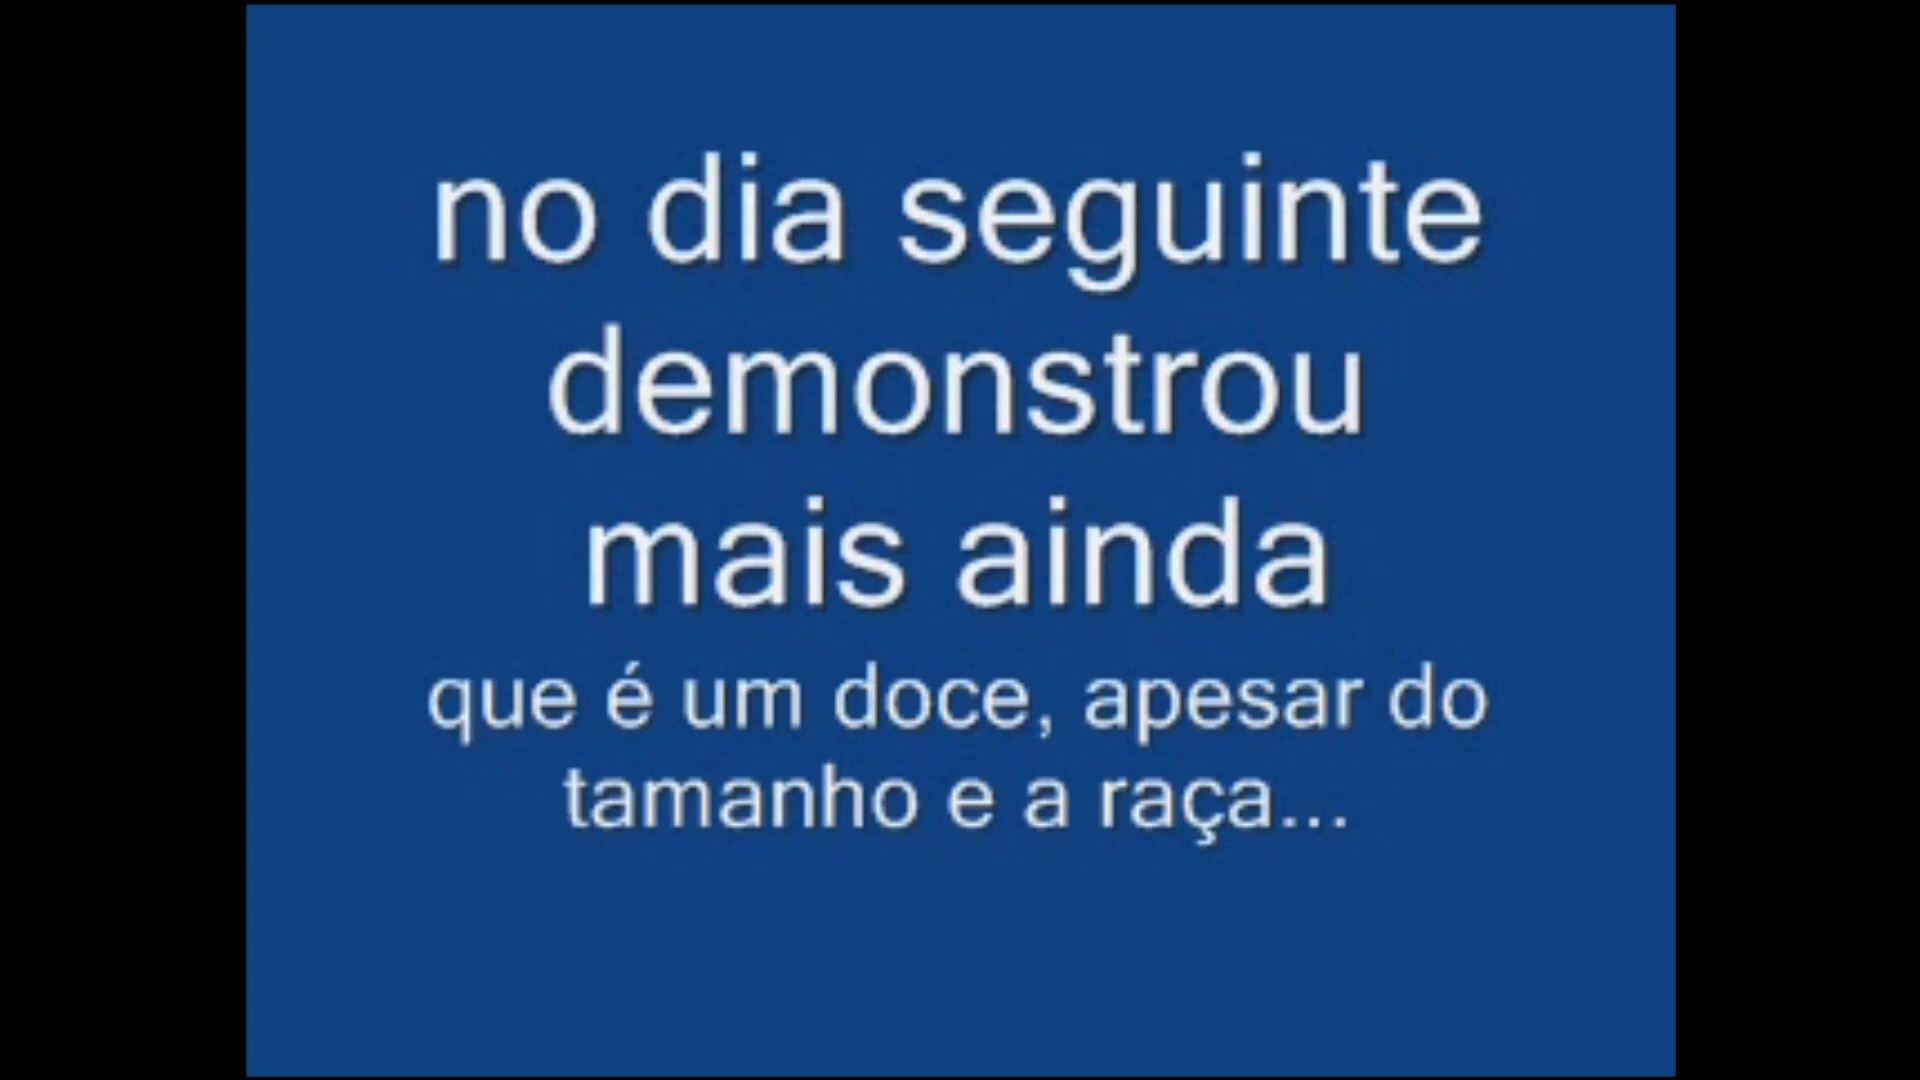 no dia seguinte
demonstrou
mais ainda
que é um doce, apesar do
tamanho e a raça...